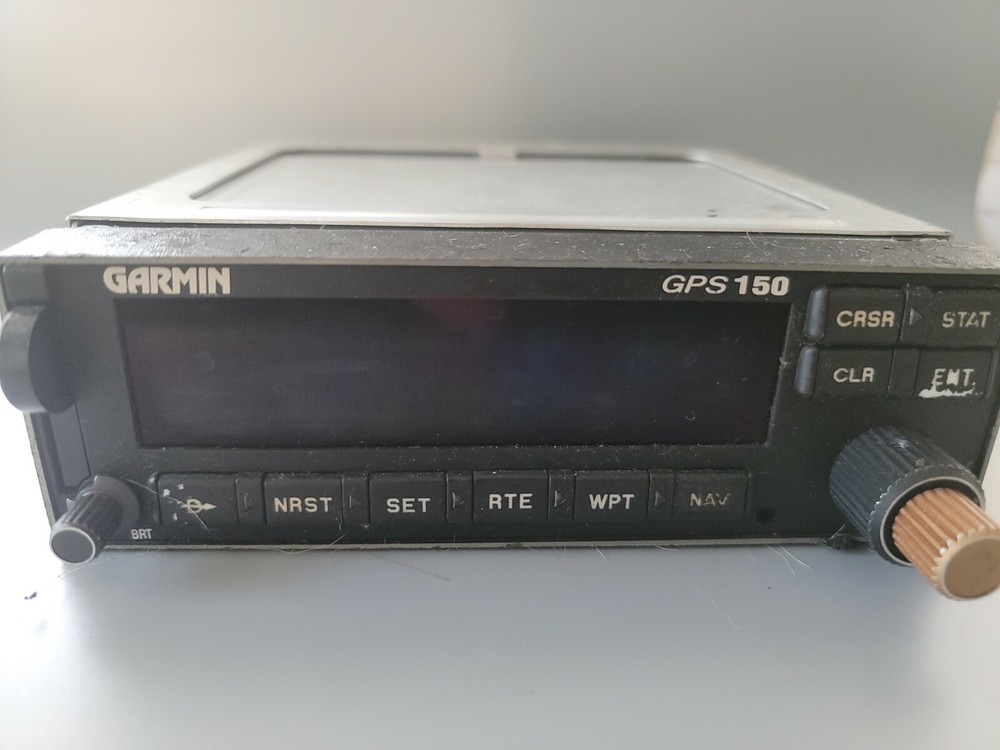 GARMIN
GPS 150
CRSR STAT
CLR ENT
D NRST SET RTE WPT NAV
BRT